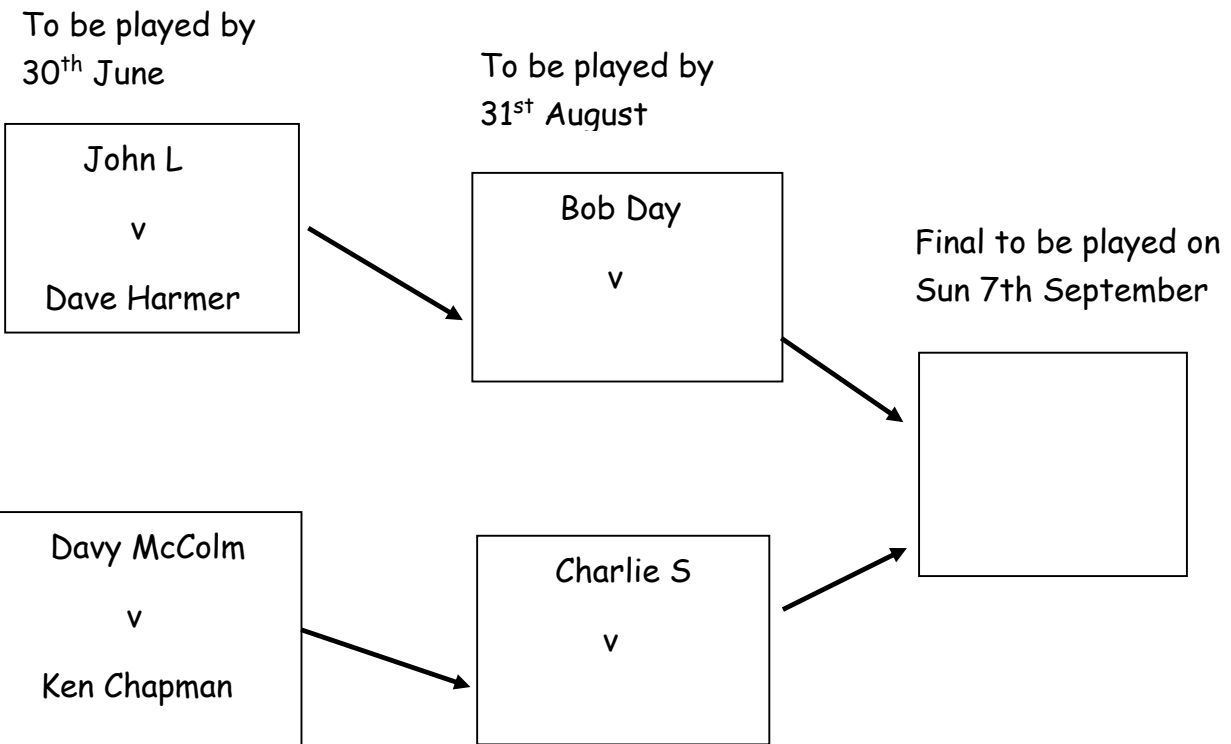 To be played by
30th June
John L
v
Dave Harmer
Davy McColm
v
Ken Chapman
To be played by
31st August
Bob Day
v
Charlie S
v
Final to be played on
Sun 7th September